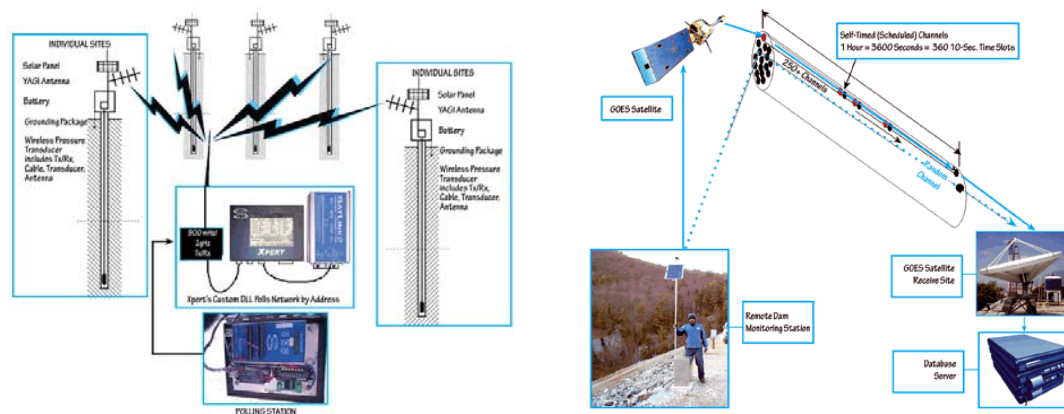 INDIVIDUAL SITES
Solar Panel
YAGI Antenna
Battery
Grounding Package
Wireless Pressure
Transducer
includes Tx/Rx,
Cable, Transducer,
Antenna
INDIVIDUAL SITES
Solar Panel
YAGI Antenna
Battery
Grounding Package
Wireless Pressure
Transducer
includes Tx/Rx,
Cable, Transducer,
Antenna
Tx/Rx
XPERT
Xpert's Custom DLL Polls Network by Address
POLLING STATION
GOES Satellite
Self-Timed (Scheduled) Channels
1 Hour = 3600 Seconds = 360 10-Sec. Time Slots
250+ Channels
Random
Channel
Remote Dam
Monitoring Station
GOES Satellite
Receive Site
Database
Server